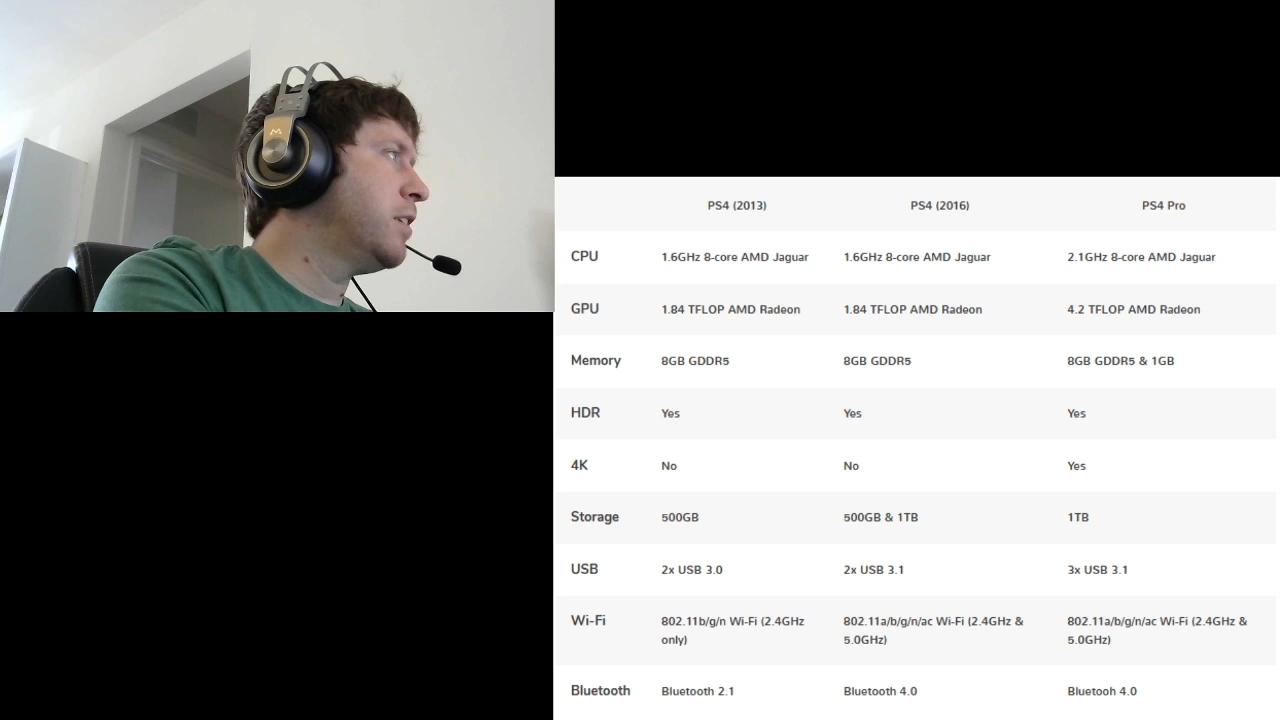 PS4 (2013) PS4 (2016) PS4 Pro
CPU 1.6GHz 8-core AMD Jaguar 1.6GHz 8-core AMD Jaguar 2.1GHz 8-core AMD Jaguar
GPU 1.84 TFLOP AMD Radeon 1.84 TFLOP AMD Radeon 4.2 TFLOP AMD Radeon
Memory 8GB GDDR5 8GB GDDR5 8GB GDDR5 & 1GB
HDR Yes Yes Yes
4K No No Yes
Storage 500GB 500GB & 1TB 1TB
USB 2x USB 3.0 2x USB 3.1 3x USB 3.1
Wi-Fi 802.11b/g/n Wi-Fi (2.4GHz 802.11a/b/g/n/ac Wi-Fi (2.4GHz & 802.11a/b/g/n/ac Wi-Fi (2.4GHz &
only) 5.0GHz) 5.0GHz)
Bluetooth Bluetooth 2.1 Bluetooth 4.0 Bluetooh 4.0